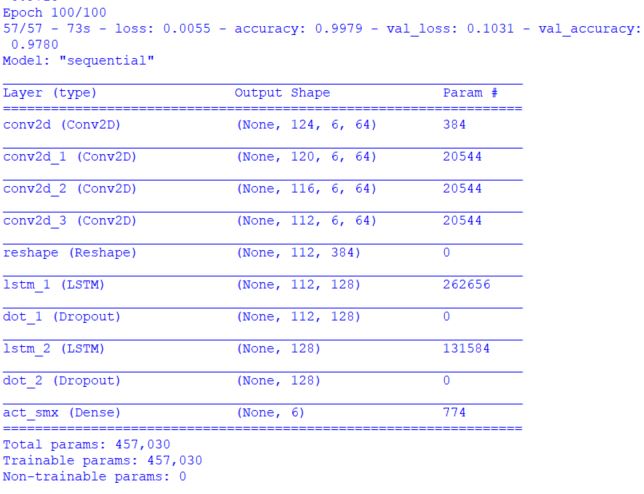 Epoch 100/100
57/57 - 73s - loss: 0.0055 - accuracy: 0.9979 - val_loss: 0.1031 - val_accuracy:
0.9780
Model: "sequential"
Layer (type) Output Shape Param #
conv2d (Conv2D) (None, 124, 6, 64) 384
conv2d_1 (Conv2D) (None, 120, 6, 64) 20544
conv2d_2 (Conv2D) (None, 116, 6, 64) 20544
conv2d_3 (Conv2D) (None, 112, 6, 64) 20544
reshape (Reshape) (None, 112, 384) 0
lstm_1 (LSTM) (None, 112, 128) 262656
dot_1 (Dropout) (None, 112, 128) 0
lstm_2 (LSTM) (None, 128) 131584
dot_2 (Dropout) (None, 128) 0
act_smx (Dense) (None, 6) 774
Total params: 457,030
Trainable params: 457,030
Non-trainable params: 0